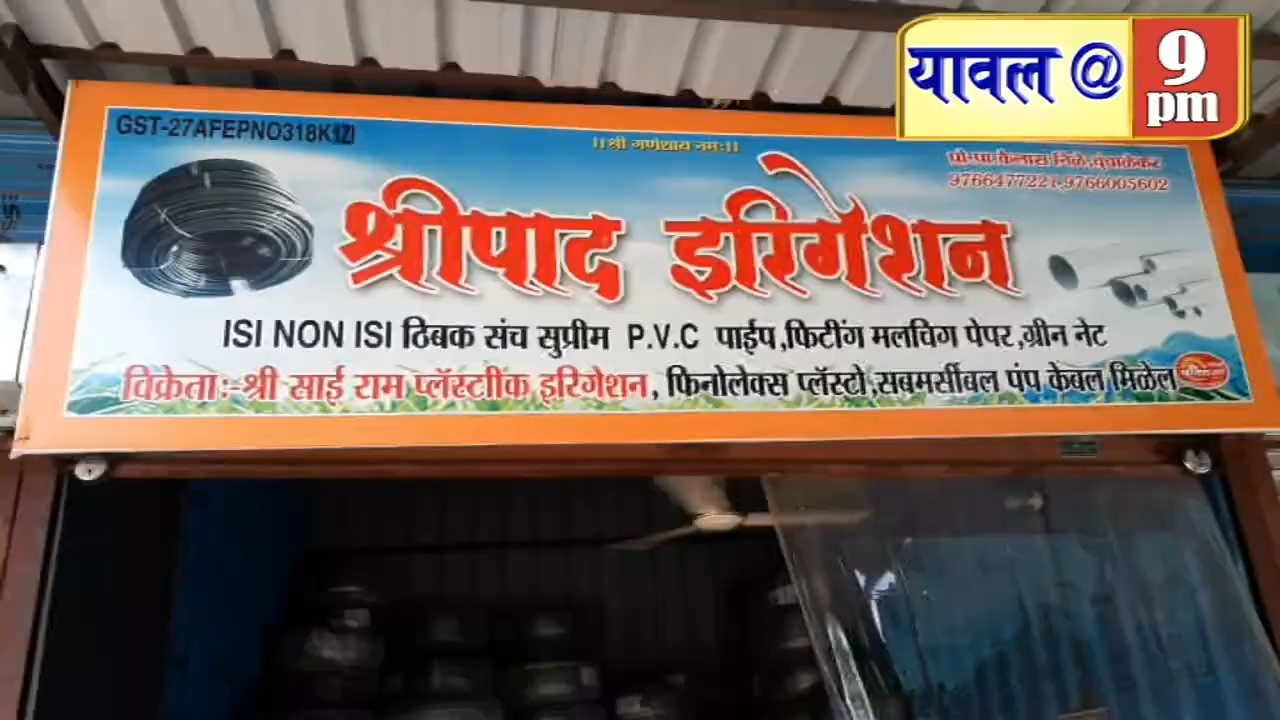 यावल @ 9 pm
GST-27AFEPNO318K1Z
।। श्री गणेशाय नमः।।
9766477221,9766005602
श्रीपाद इरिगेशन
ISI NON ISI ठिबक संच सुप्रीम P.V.C पाईप,फिटींग मलचिग पेपर,ग्रीन नेट
विक्रेता:-श्री साई राम प्लॅस्टीीक इरिगेशन, फिनोलेक्स प्लॅस्टो,सबमर्सीबल पंप केबल मिळेल